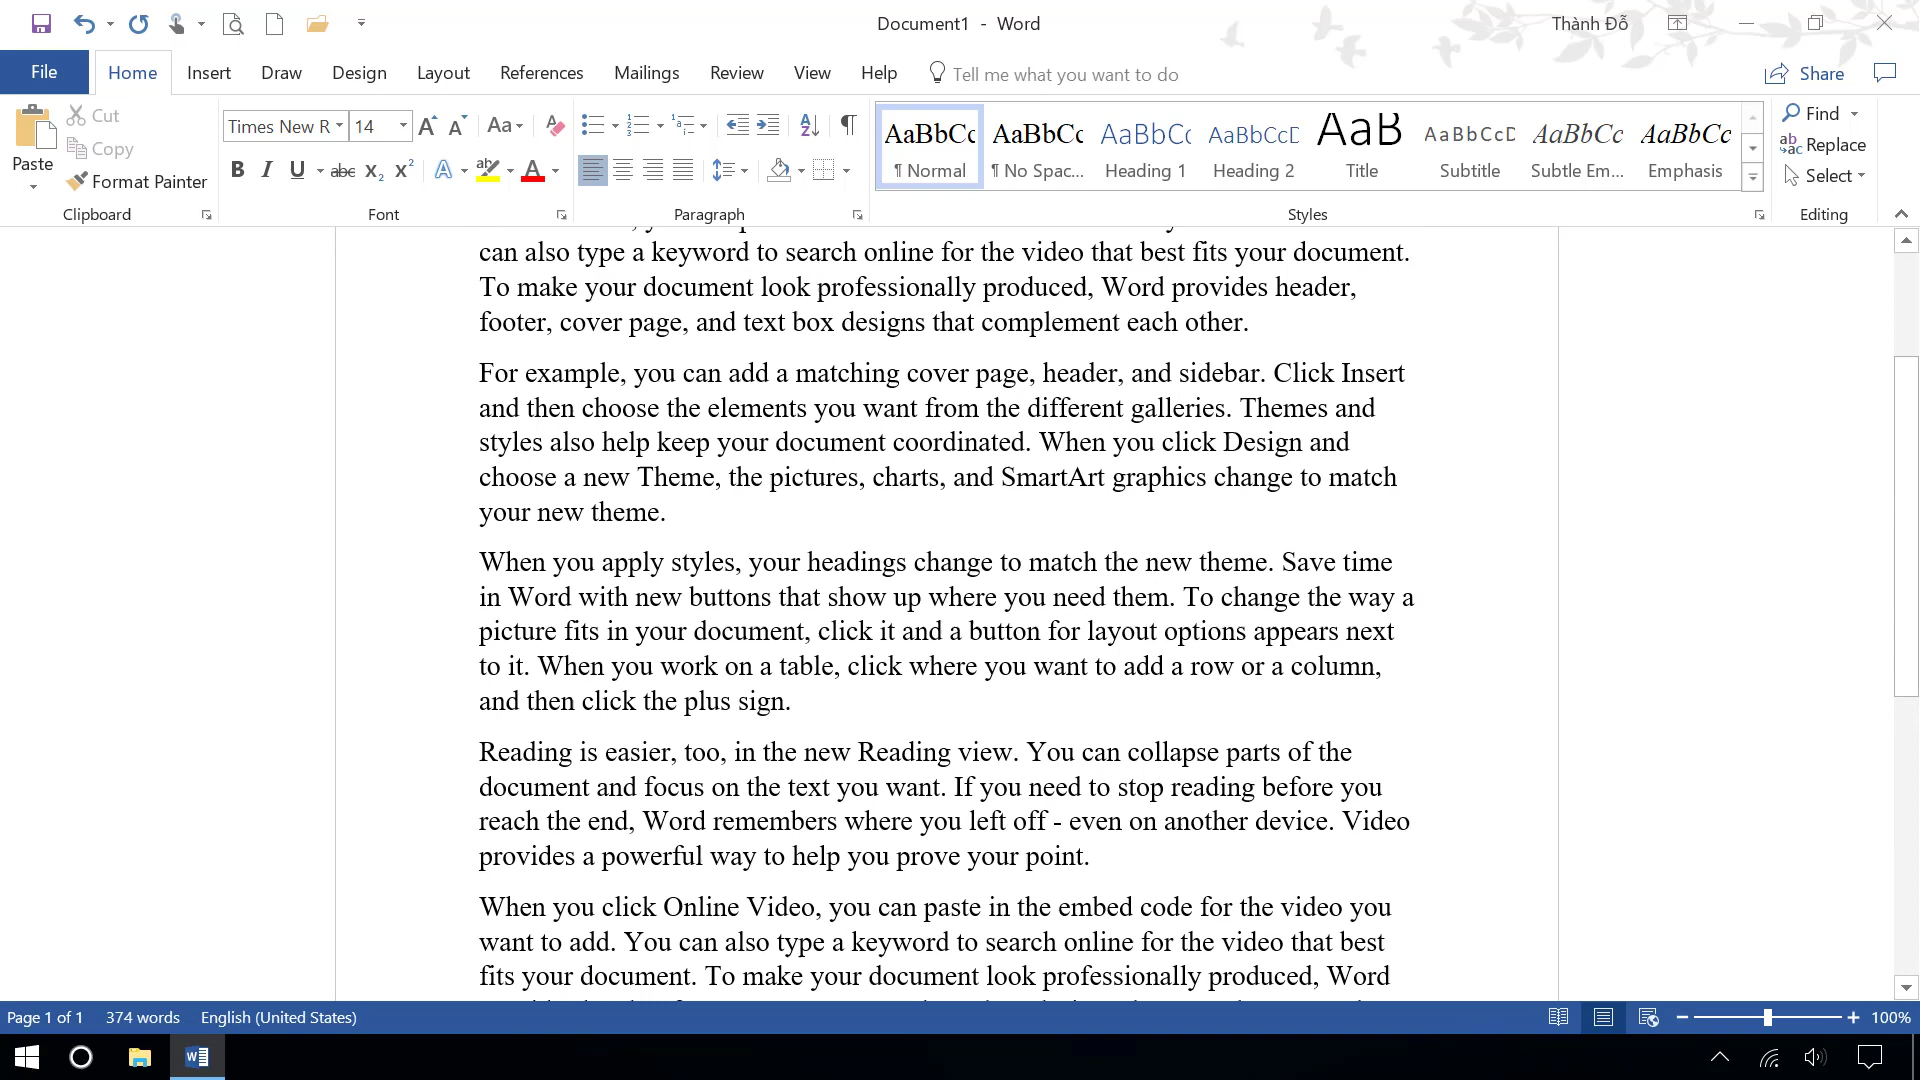 Document1 - Word
Thành Đỗ
File
Home
Insert
Draw
Design
Layout
References
Mailings
Review
View
Help
Tell me what you want to do
Share
Paste
Cut
Copy
Format Painter
Clipboard
Times New R
14
Aa
B I U abc X₂ X²
A
ab
A
Font
Paragraph
AaBbCc
¶ Normal
AaBbCc
¶ No Spac...
AaBbC(
Heading 1
AaBbCcD
Heading 2
AaB
Title
AaBbCcD
Subtitle
AaBbCc
Subtle Em...
AaBbCc
Emphasis
Styles
Find
Replace
Select
Editing
can also type a keyword to search online for the video that best fits your document.
To make your document look professionally produced, Word provides header,
footer, cover page, and text box designs that complement each other.
For example, you can add a matching cover page, header, and sidebar. Click Insert
and then choose the elements you want from the different galleries. Themes and
styles also help keep your document coordinated. When you click Design and
choose a new Theme, the pictures, charts, and SmartArt graphics change to match
your new theme.
When you apply styles, your headings change to match the new theme. Save time
in Word with new buttons that show up where you need them. To change the way a
picture fits in your document, click it and a button for layout options appears next
to it. When you work on a table, click where you want to add a row or a column,
and then click the plus sign.
Reading is easier, too, in the new Reading view. You can collapse parts of the
document and focus on the text you want. If you need to stop reading before you
reach the end, Word remembers where you left off - even on another device. Video
provides a powerful way to help you prove your point.
When you click Online Video, you can paste in the embed code for the video you
want to add. You can also type a keyword to search online for the video that best
fits your document. To make your document look professionally produced, Word
Page 1 of 1
374 words
English (United States)
100%